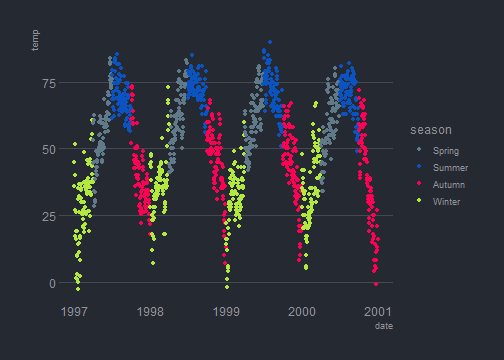 temp
75
50
25
0
1997 1998 1999 2000 2001
date
season
Spring
Summer
Autumn
Winter